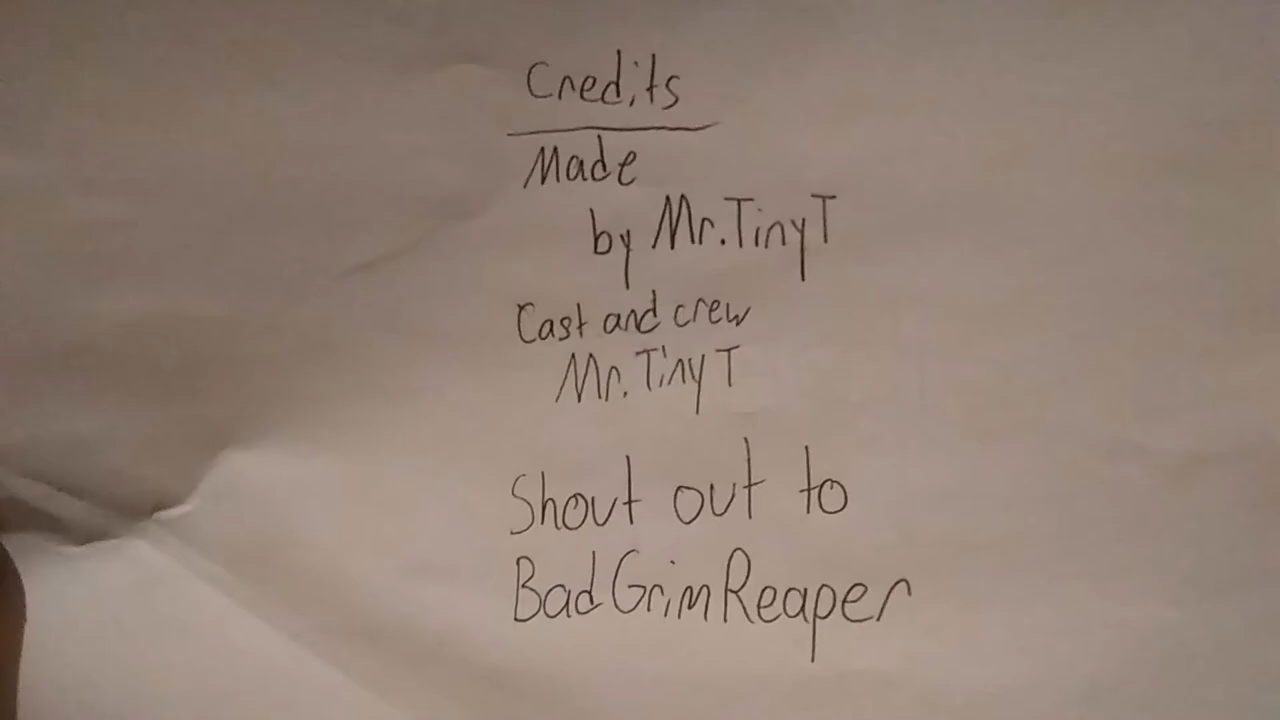 Credits
Made
by Mr.TinyT
Cast and crew
Mr.TinyT
Shout out to
BadGrimReaper